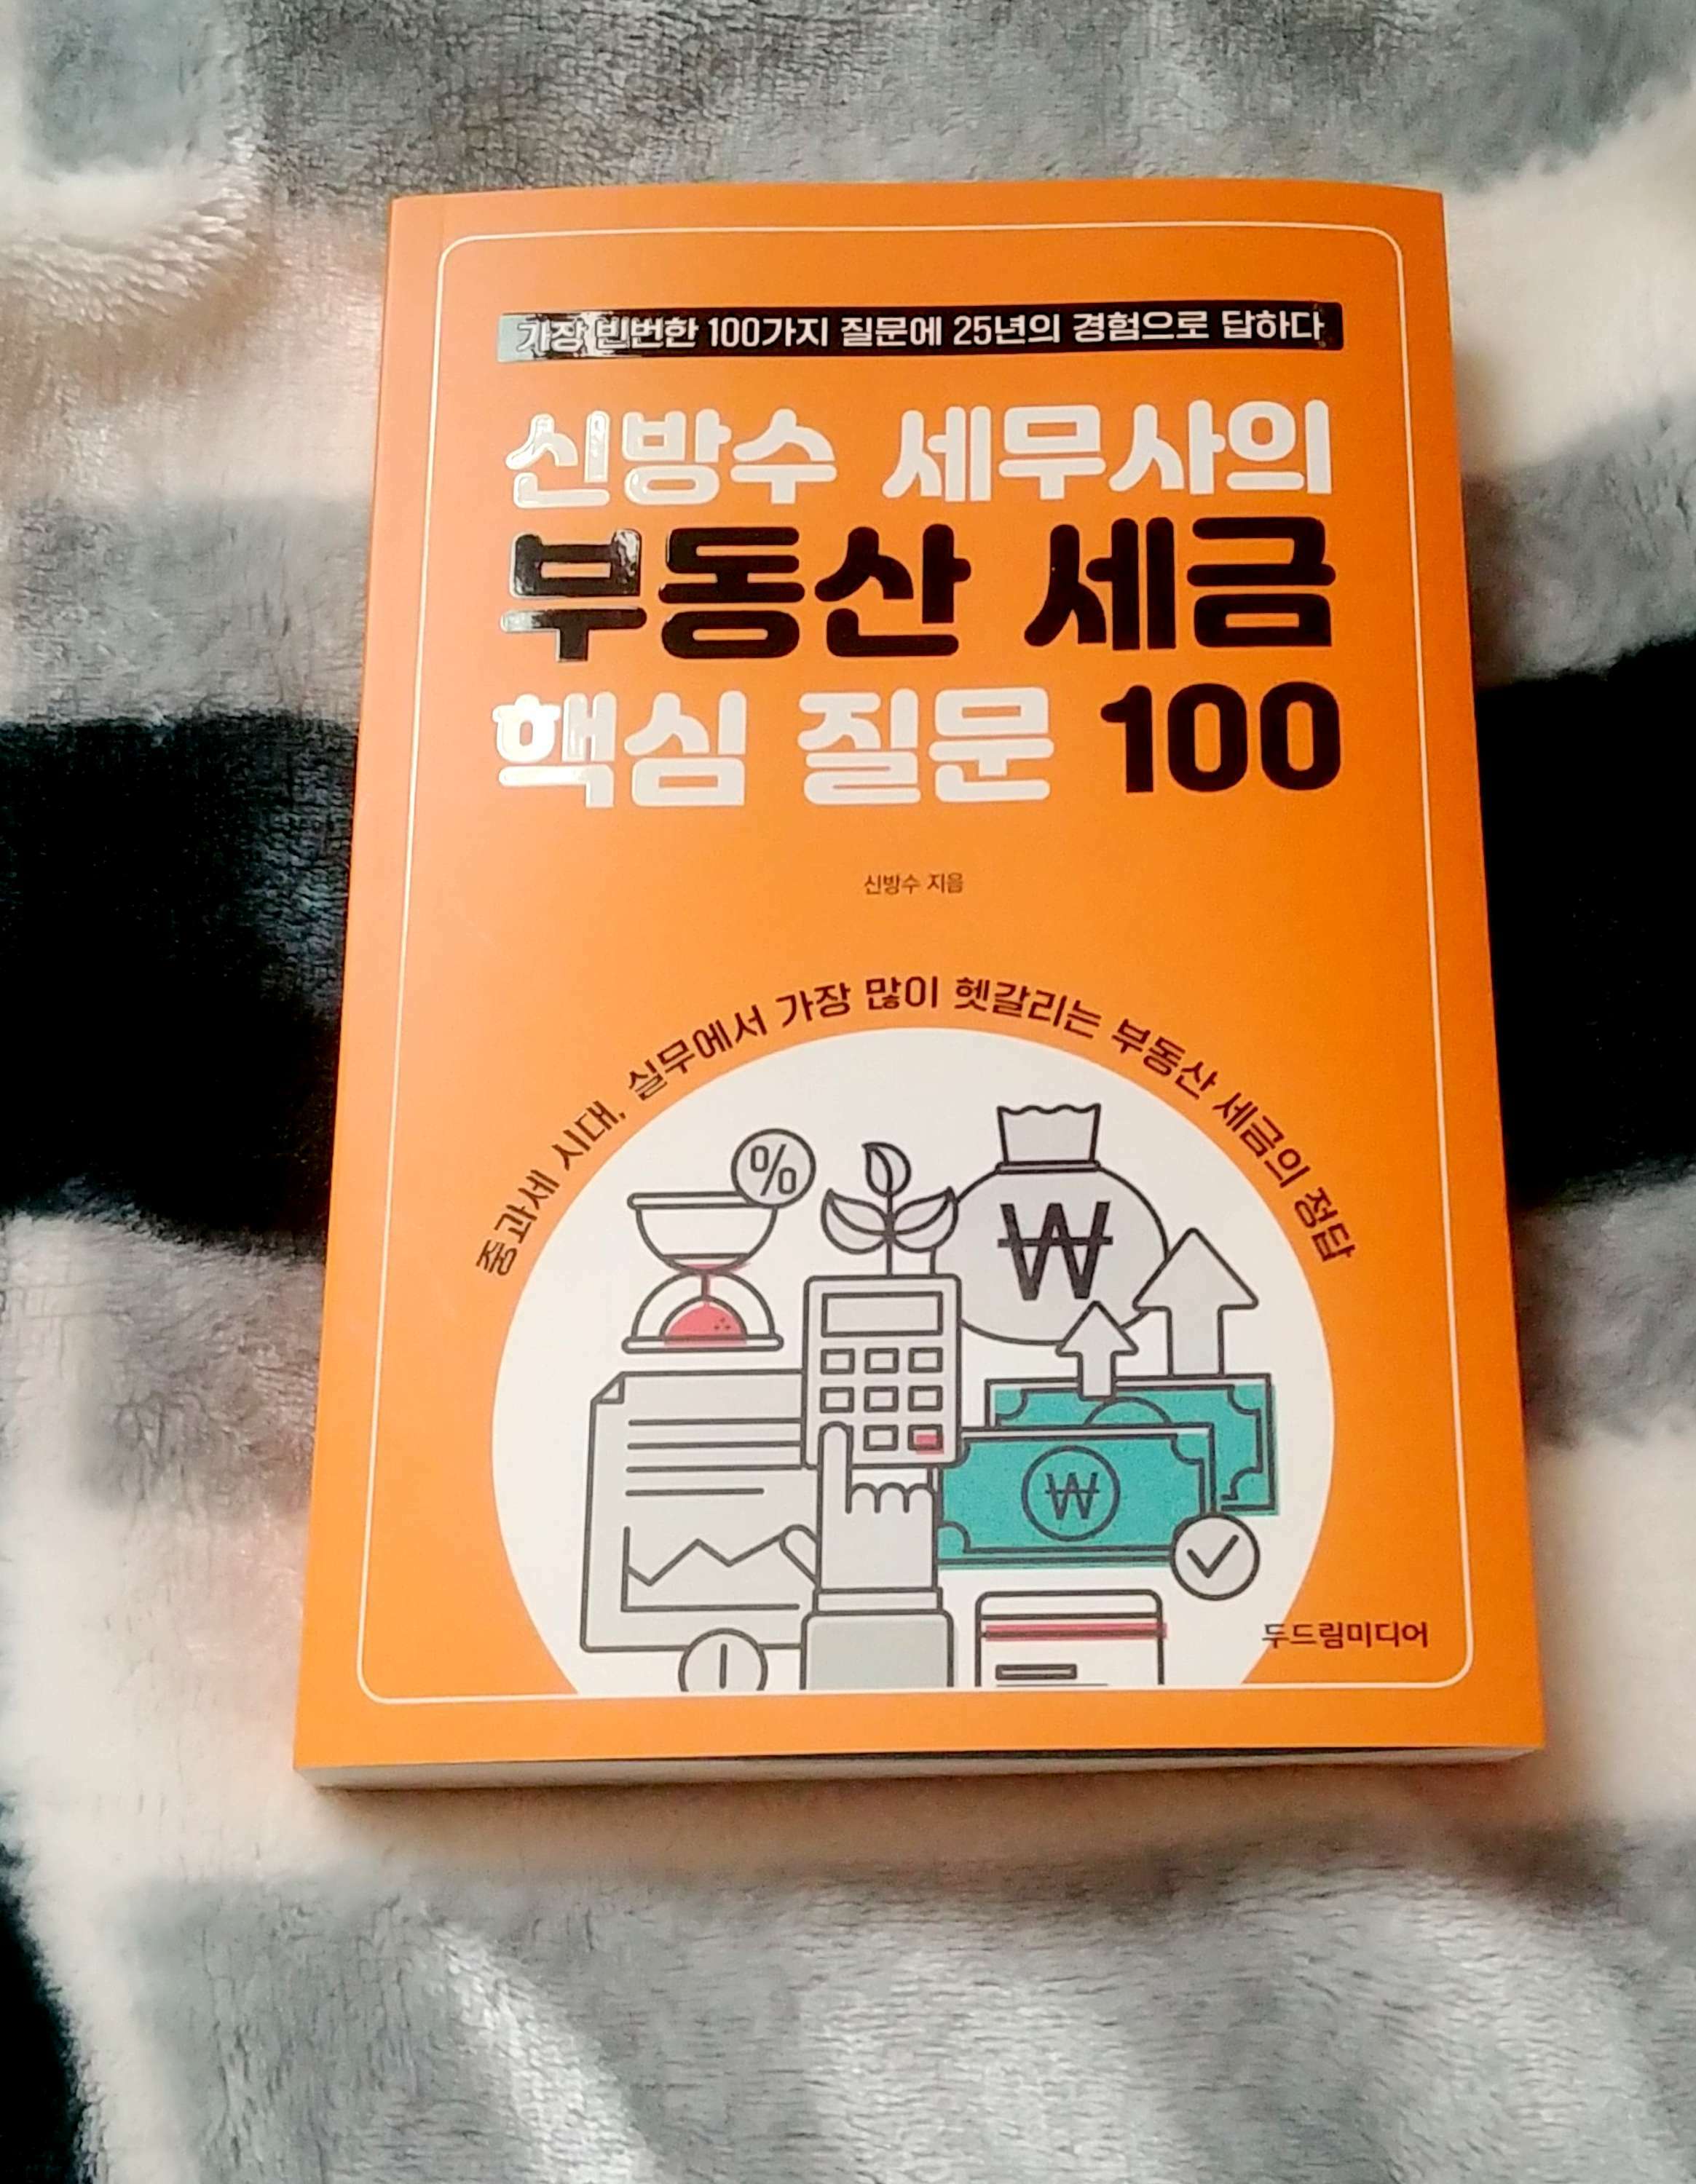 가장 빈번한 100가지 질문에 25년의 경험으로 답하다
신방수 세무사의
부동산 세금
핵심 질문 100
신방수 지음
중과세 시대, 실무에서 가장 많이 헷갈리는 부동산 세금의 정답
%
₩
₩
두드림미디어